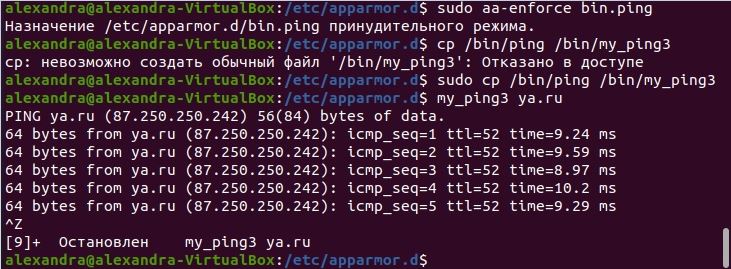 alexandra@alexandra-VirtualBox:/etc/apparmor.d$ sudo aa-enforce bin.ping
Назначение /etc/apparmor.d/bin.ping принудительного режима.
alexandra@alexandra-VirtualBox:/etc/apparmor.d$ cp /bin/ping /bin/my_ping3
cp: невозможно создать обычный файл '/bin/my_ping3': Отказано в доступе
alexandra@alexandra-VirtualBox:/etc/apparmor.d$ sudo cp /bin/ping /bin/my_ping3
alexandra@alexandra-VirtualBox:/etc/apparmor.d$ my_ping3 ya.ru
PING ya.ru (87.250.250.242) 56(84) bytes of data.
64 bytes from ya.ru (87.250.250.242): icmp_seq=1 ttl=52 time=9.24 ms
64 bytes from ya.ru (87.250.250.242): icmp_seq=2 ttl=52 time=9.59 ms
64 bytes from ya.ru (87.250.250.242): icmp_seq=3 ttl=52 time=8.97 ms
64 bytes from ya.ru (87.250.250.242): icmp_seq=4 ttl=52 time=10.2 ms
64 bytes from ya.ru (87.250.250.242): icmp_seq=5 ttl=52 time=9.29 ms
^Z
[9]+  Остановлен    my_ping3 ya.ru
alexandra@alexandra-VirtualBox:/etc/apparmor.d$